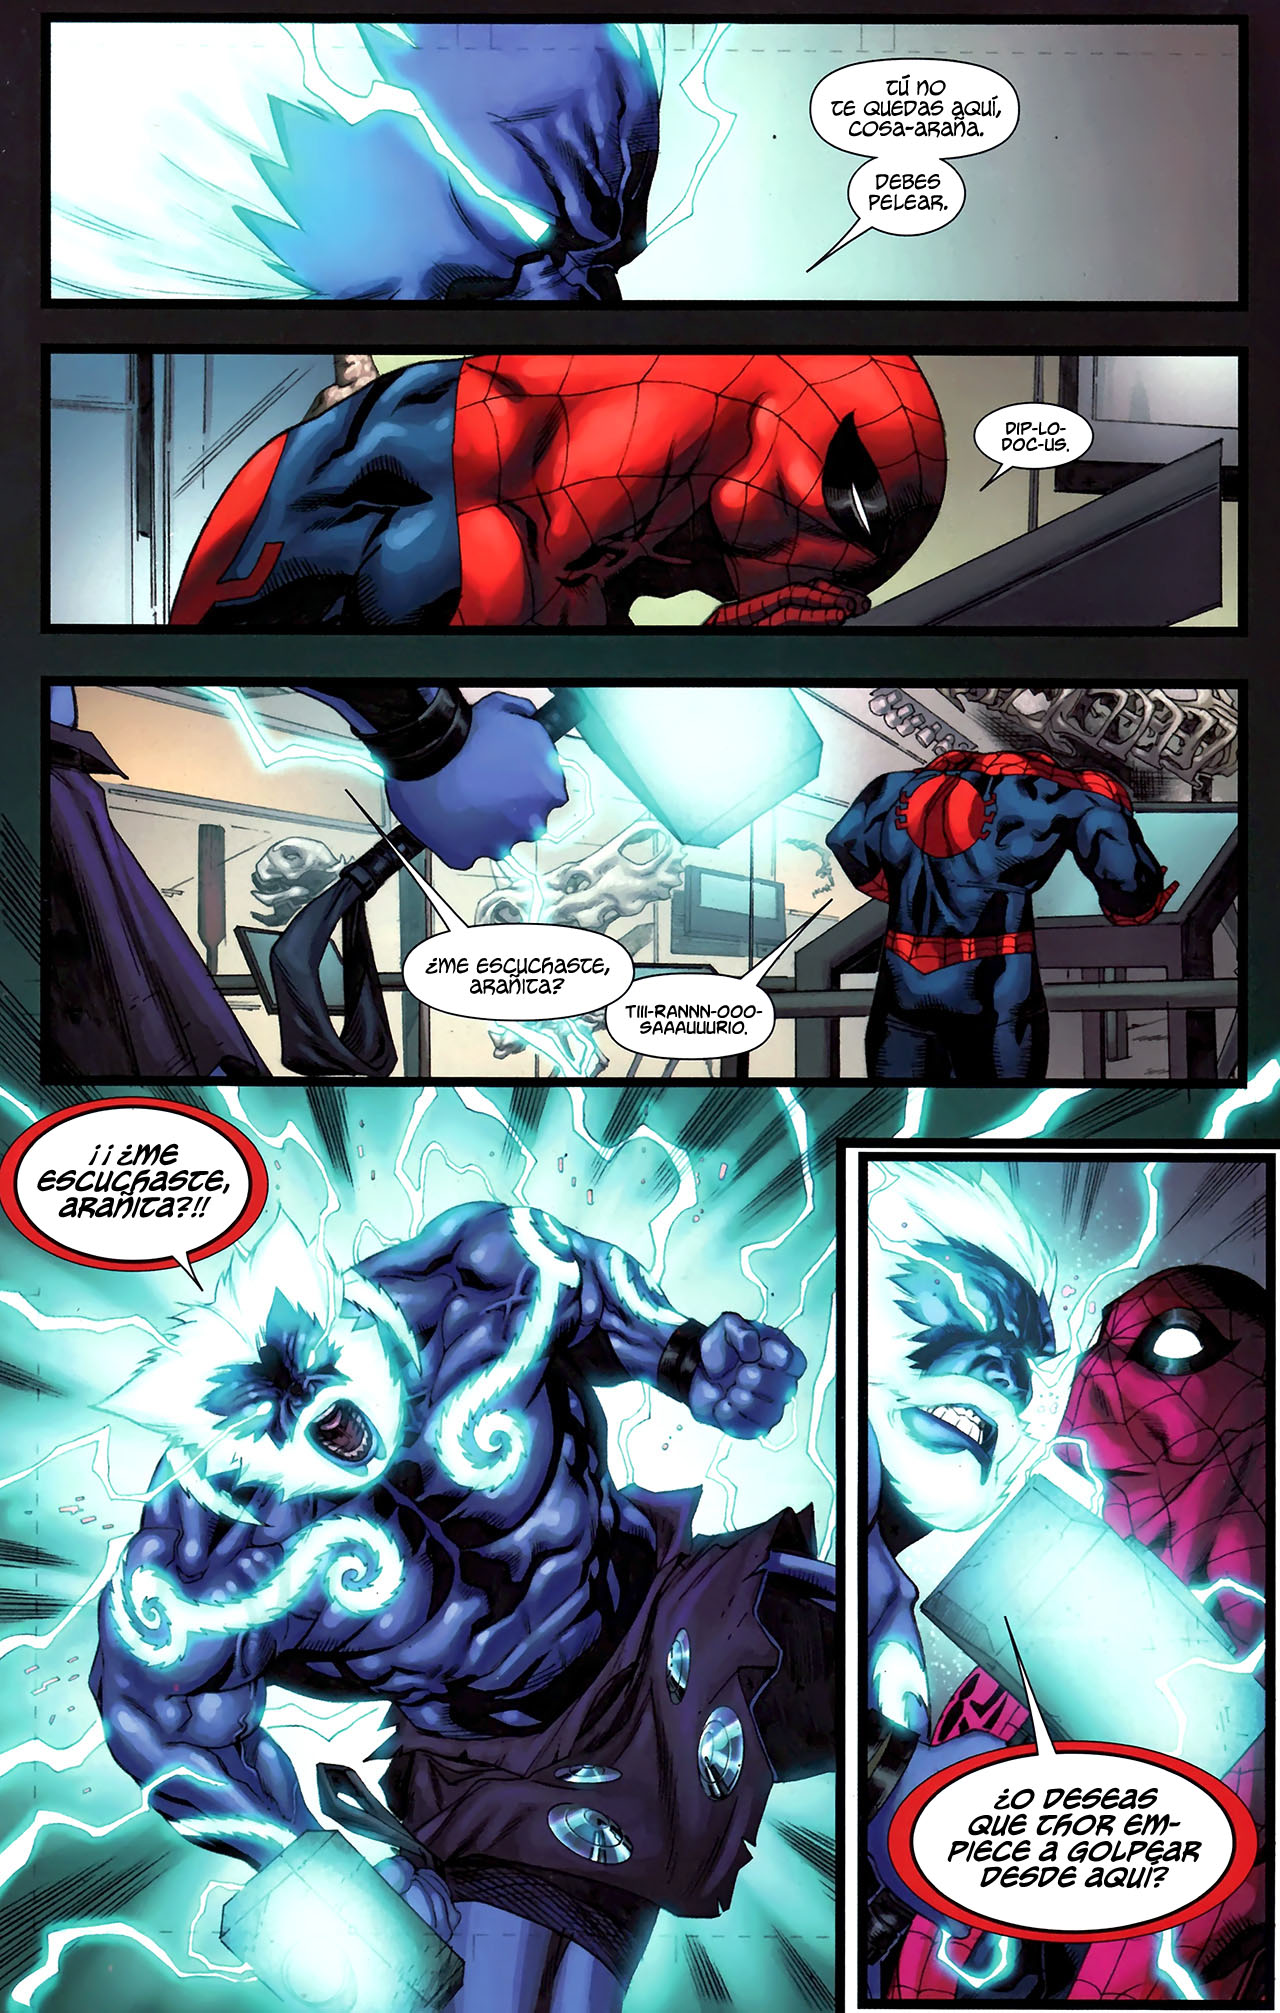 TÚ NO
TE QUEDAS AQUÍ,
COSA-ARAÑA.
DEBES
PELEAR.
DIP-LO-
DOC-US.
¿ME ESCUCHASTE,
ARAÑITA?
TIII-RANNN-OOO-
SAAAUUURIO.
¡¡¿ME
ESCUCHASTE,
ARAÑITA?!!
¿O DESEAS
QUE THOR EM-
PIECE A GOLPEAR
DESDE AQUÍ?